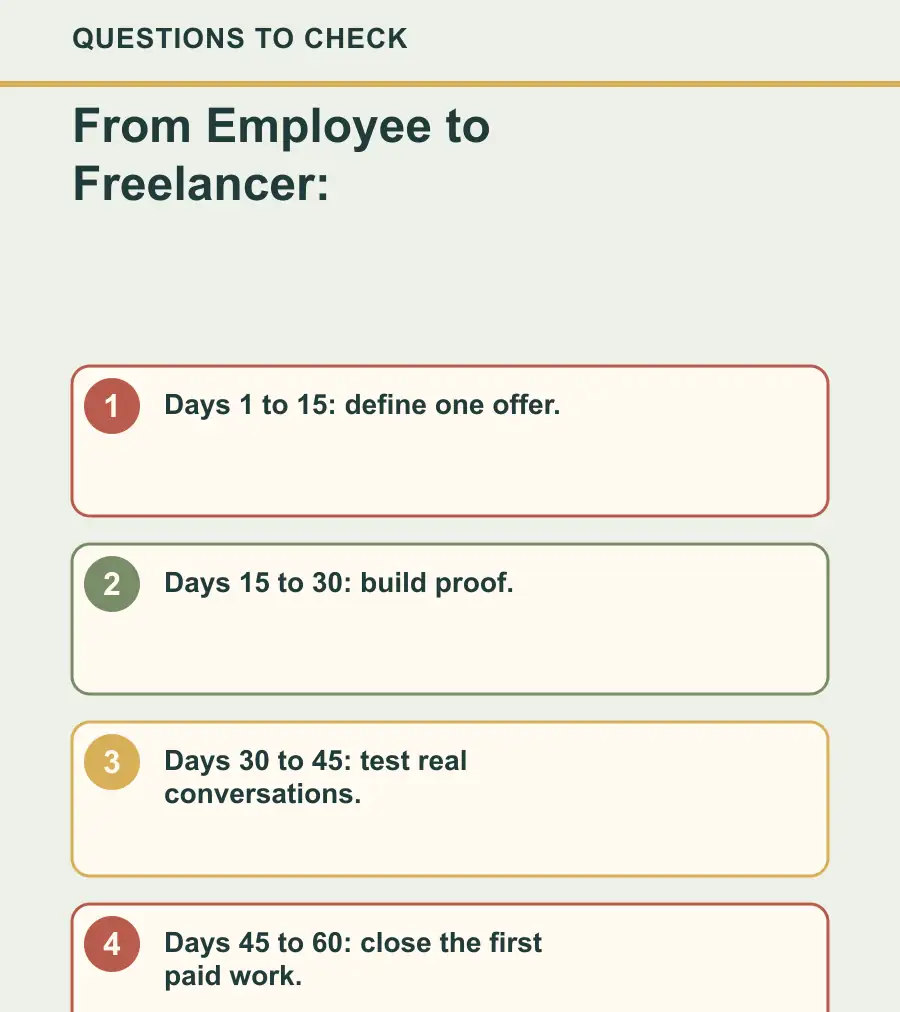 QUESTIONS TO CHECK
From Employee to
Freelancer:
1
Days 1 to 15: define one offer.
2
Days 15 to 30: build proof.
3
Days 30 to 45: test real
conversations.
4
Days 45 to 60: close the first
paid work.